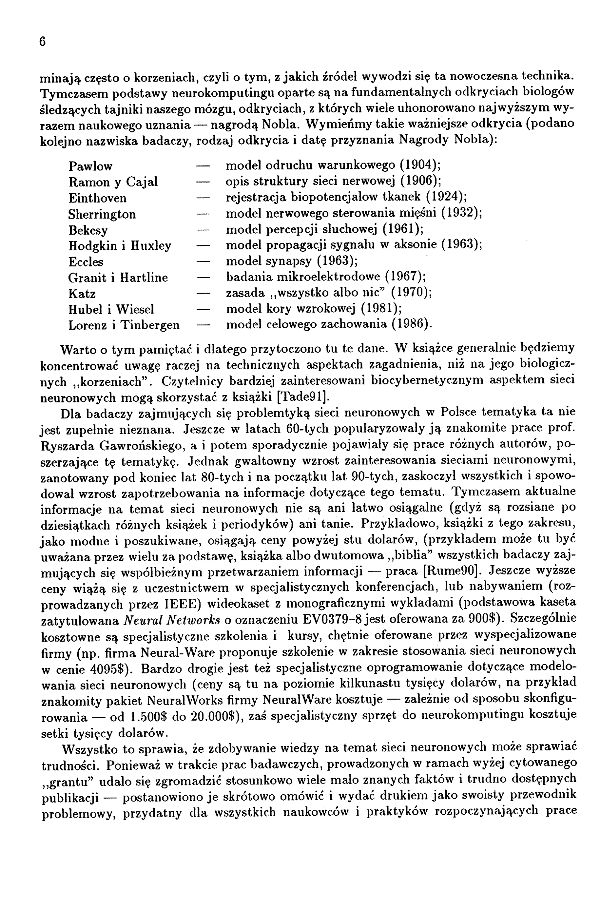 6
minają często o korzeniach, czyli o tym, z jakich źródeł wywodzi się ta nowoczesna technika.
Tymczasem podstawy neurokomputingu oparte są na fundamentalnych odkryciach biologów
śledzących tajniki naszego mózgu, odkryciach, z których wiele uhonorowano najwyższym wy-
razem naukowego uznania — nagrodą Nobla. Wymieńmy takie ważniejsze odkrycia (podano
kolejno nazwiska badaczy, rodzaj odkrycia i datę przyznania Nagrody Nobla):
Pawlow — model odruchu warunkowego (1904);
Ramon y Cajal — opis struktury sieci nerwowej (1906);
Einthoven — rejestracja biopotencjałow tkanek (1924);
Sherrington — model nerwowego sterowania mięśni (1932);
Bekesy — model percepcji słuchowej (1961);
Hodgkin i Huxley — model propagacji sygnału w aksonie (1963);
Eccles — model synapsy (1963);
Granit i Hartline — badania mikroelektrodowe (1967);
Katz — zasada „wszystko albo nic” (1970);
Hubel i Wiesel — model kory wzrokowej (1981);
Lorenz i Tinbergen — model celowego zachowania (1986).
Warto o tym pamiętać i dlatego przytoczono tu te dane. W książce generalnie będziemy
koncentrować uwagę raczej na technicznych aspektach zagadnienia, niż na jego biologicz-
nych „korzeniach”. Czytelnicy bardziej zainteresowani biocybernetycznym aspektem sieci
neuronowych mogą skorzystać z książki [Tade91].
Dla badaczy zajmujących się problemtyką sieci neuronowych w Polsce tematyka ta nie
jest zupełnie nieznana. Jeszcze w latach 60-tych popularyzowały ją znakomite prace prof.
Ryszarda Gawrońskiego, a i potem sporadycznie pojawiały się prace różnych autorów, po-
szerzające tę tematykę. Jednak gwałtowny wzrost zainteresowania sieciami neuronowymi,
zanotowany pod koniec lat 80-tych i na początku lat 90-tych, zaskoczył wszystkich i spowo-
dował wzrost zapotrzebowania na informacje dotyczące tego tematu. Tymczasem aktualne
informacje na temat sieci neuronowych nie są ani łatwo osiągalne (gdyż są rozsiane po
dziesiątkach różnych książek i periodyków) ani tanie. Przykładowo, książki z tego zakresu,
jako modne i poszukiwane, osiągają ceny powyżej stu dolarów, (przykładem może tu być
uważana przez wielu za podstawę, książka albo dwutomowa „biblia” wszystkich badaczy zaj-
mujących się współbieżnym przetwarzaniem informacji — praca [Rume90]. Jeszcze wyższe
ceny wiążą się z uczestnictwem w specjalistycznych konferencjach, lub nabywaniem (roz-
prowadzanych przez IEEE) wideokaset z monograficznymi wykładami (podstawowa kaseta
zatytułowana Neural Networks o oznaczeniu EV0379-8 jest oferowana za 900$). Szczególnie
kosztowne są specjalistyczne szkolenia i kursy, chętnie oferowane przez wyspecjalizowane
firmy (np. firma Neural-Ware proponuje szkolenie w zakresie stosowania sieci neuronowych
w cenie 4095$). Bardzo drogie jest też specjalistyczne oprogramowanie dotyczące modelo-
wania sieci neuronowych (ceny są tu na poziomie kilkunastu tysięcy dolarów, na przykład
znakomity pakiet NeuralWorks firmy NeuralWare kosztuje — zależnie od sposobu skonfigu-
rowania — od 1.500$ do 20.000$), zaś specjalistyczny sprzęt do neurokomputingu kosztuje
setki tysięcy dolarów.
Wszystko to sprawia, że zdobywanie wiedzy na temat sieci neuronowych może sprawiać
trudności. Ponieważ w trakcie prac badawczych, prowadzonych w ramach wyżej cytowanego
„grantu” udało się zgromadzić stosunkowo wiele mało znanych faktów i trudno dostępnych
publikacji — postanowiono je skrótowo omówić i wydać drukiem jako swoisty przewodnik
problemowy, przydatny dla wszystkich naukowców i praktyków rozpoczynających prace